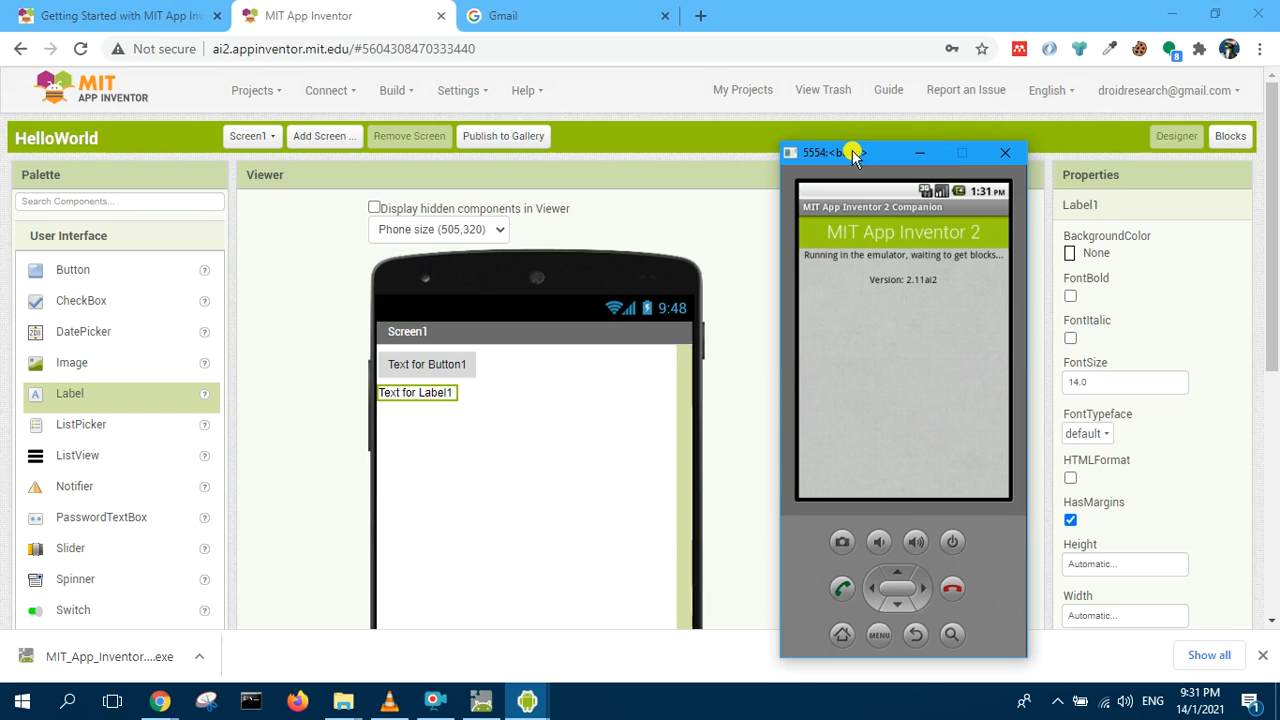 Getting Started with MIT App Inven
MIT App Inventor
Gmail
Not secure
ai2.appinventor.mit.edu/#5604308470333440
8
MIT
APP INVENTOR
Projects
Connect
Build
Settings
Help
My Projects
View Trash
Guide
Report an Issue
English
droidresearch@gmail.com
HelloWorld
Screen1
Add Screen ...
Remove Screen
Publish to Gallery
Designer
Blocks
Palette
Search Components...
User Interface
Button
CheckBox
DatePicker
Image
Label
ListPicker
ListView
Notifier
PasswordTextBox
Slider
Spinner
Switch
Viewer
Display hidden components in Viewer
Phone size (505,320)
9:48
Screen1
Text for Button1
Text for Label1
3G
1:31 PM
MIT App Inventor 2 Companion
MIT App Inventor 2
Running in the emulator, waiting to get blocks...
Version: 2.11ai2
MENU
Properties
Label1
BackgroundColor
None
FontBold
FontItalic
FontSize
14.0
FontTypeface
default
HTMLFormat
HasMargins
Height
Automatic...
Width
Automatic...
MIT_App_Inventor....exe
Show all
ENG
9:31 PM
14/1/2021
1